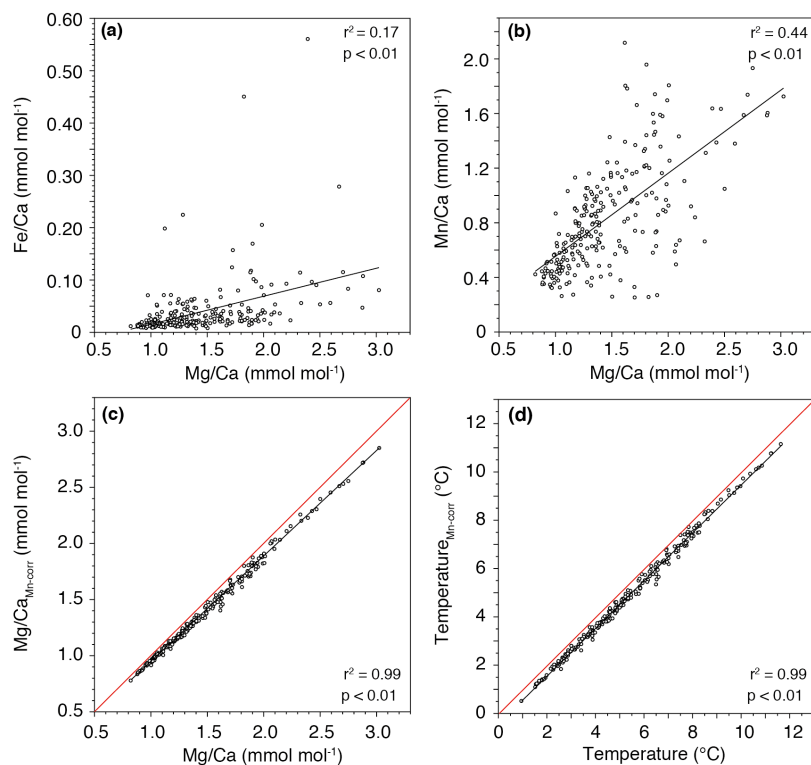 (a)
r² = 0.17
p < 0.01
0.60
0.50
0.40
0.30
0.20
0.10
0
Fe/Ca (mmol mol⁻¹)
0.5 1.0 1.5 2.0 2.5 3.0
Mg/Ca (mmol mol⁻¹)
(b)
r² = 0.44
p < 0.01
2.0
1.6
1.2
0.8
0.4
0
Mn/Ca (mmol mol⁻¹)
0.5 1.0 1.5 2.0 2.5 3.0
Mg/Ca (mmol mol⁻¹)
(c)
3.0
2.5
2.0
1.5
1.0
0.5
Mg/Ca Mn-corr (mmol mol⁻¹)
r² = 0.99
p < 0.01
0.5 1.0 1.5 2.0 2.5 3.0
Mg/Ca (mmol mol⁻¹)
(d)
12
10
8
6
4
2
0
Temperature Mn-corr (°C)
r² = 0.99
p < 0.01
0 2 4 6 8 10 12
Temperature (°C)